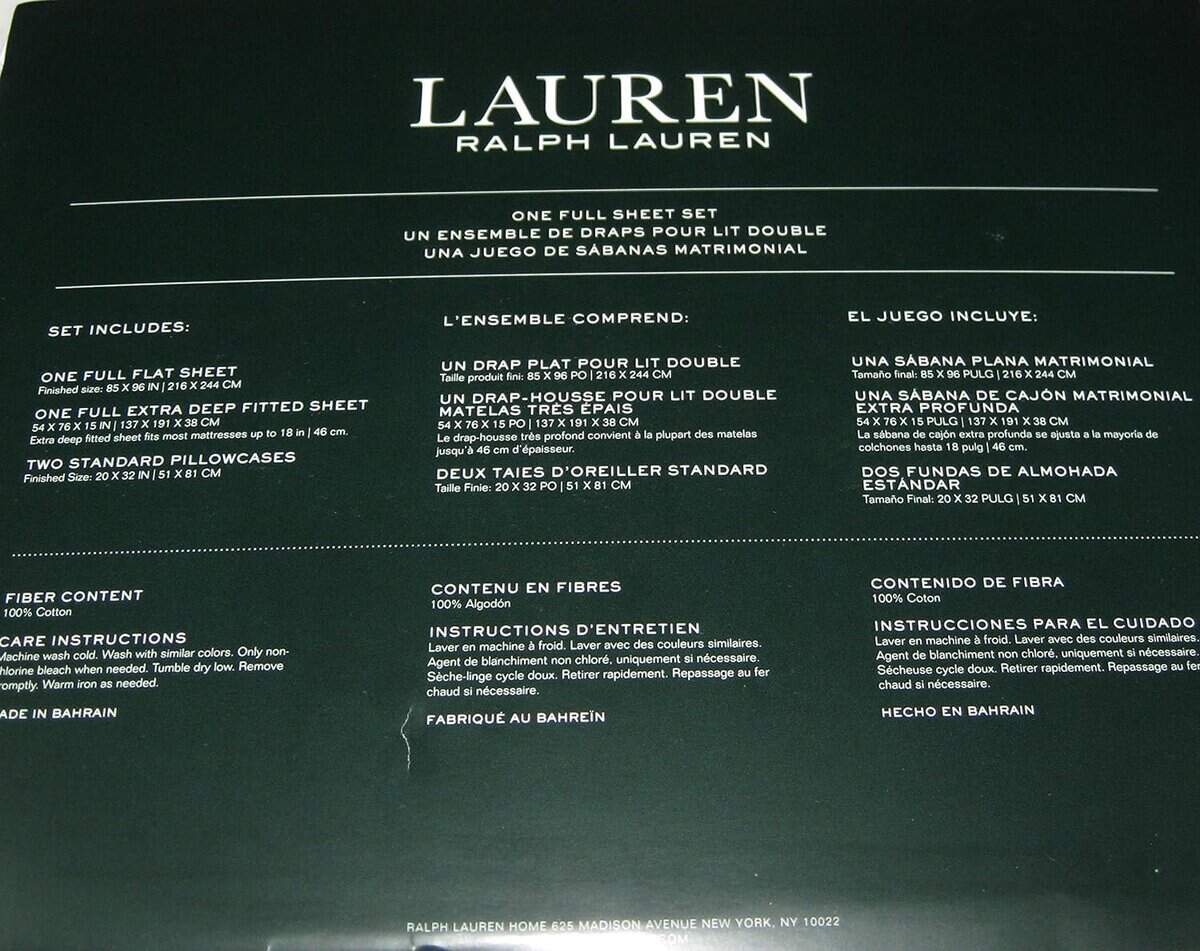 LAUREN
RALPH LAUREN
ONE FULL SHEET SET
UN ENSEMBLE DE DRAPS POUR LIT DOUBLE
UNA JUEGO DE SÁBANAS MATRIMONIAL
SET INCLUDES:
ONE FULL FLAT SHEET
Finished size: 85 X 96 IN | 216 X 244 CM
ONE FULL EXTRA DEEP FITTED SHEET
54 X 76 X 15 IN | 137 X 191 X 38 CM
Extra deep fitted sheet fits most mattresses up to 18 in | 46 cm.
TWO STANDARD PILLOWCASES
Finished Size: 20 X 32 IN | 51 X 81 CM
L'ENSEMBLE COMPREND:
UN DRAP PLAT POUR LIT DOUBLE
Taille produit fini: 85 X 96 PO | 216 X 244 CM
UN DRAP-HOUSSE POUR LIT DOUBLE
MATELAS TRÈS ÉPAIS
54 X 76 X 15 PO | 137 X 191 X 38 CM
Le drap-housse très profond convient à la plupart des matelas
jusqu'à 46 cm d'épaisseur.
DEUX TAIES D'OREILLER STANDARD
Taille Finie: 20 X 32 PO | 51 X 81 CM
EL JUEGO INCLUYE:
UNA SÁBANA PLANA MATRIMONIAL
Tamaño final: 85 X 96 PULG | 216 X 244 CM
UNA SÁBANA DE CAJÓN MATRIMONIAL
EXTRA PROFUNDA
54 X 76 X 15 PULG | 137 X 191 X 38 CM
La sábana de cajón extra profunda se ajusta a la mayoría de
colchones hasta 18 pulg | 46 cm.
DOS FUNDAS DE ALMOHADA
ESTÁNDAR
Tamaño Final: 20 X 32 PULG | 51 X 81 CM
FIBER CONTENT
100% Cotton
CARE INSTRUCTIONS
Machine wash cold. Wash with similar colors. Only non-
hlorine bleach when needed. Tumble dry low. Remove
romptly. Warm iron as needed.
ADE IN BAHRAIN
CONTENU EN FIBRES
100% Algodón
INSTRUCTIONS D'ENTRETIEN
Laver en machine à froid. Laver avec des couleurs similaires.
Agent de blanchiment non chloré, uniquement si nécessaire.
Sèche-linge cycle doux. Retirer rapidement. Repassage au fer
chaud si nécessaire.
FABRIQUÉ AU BAHREÏN
CONTENIDO DE FIBRA
100% Coton
INSTRUCCIONES PARA EL CUIDADO
Laver en machine à froid. Laver avec des couleurs similaires.
Agent de blanchiment non chloré, uniquement si nécessaire.
Sécheuse cycle doux. Retirer rapidement. Repassage au fer
chaud si nécessaire.
HECHO EN BAHRAIN
RALPH LAUREN HOME 625 MADISON AVENUE NEW YORK, NY 10022